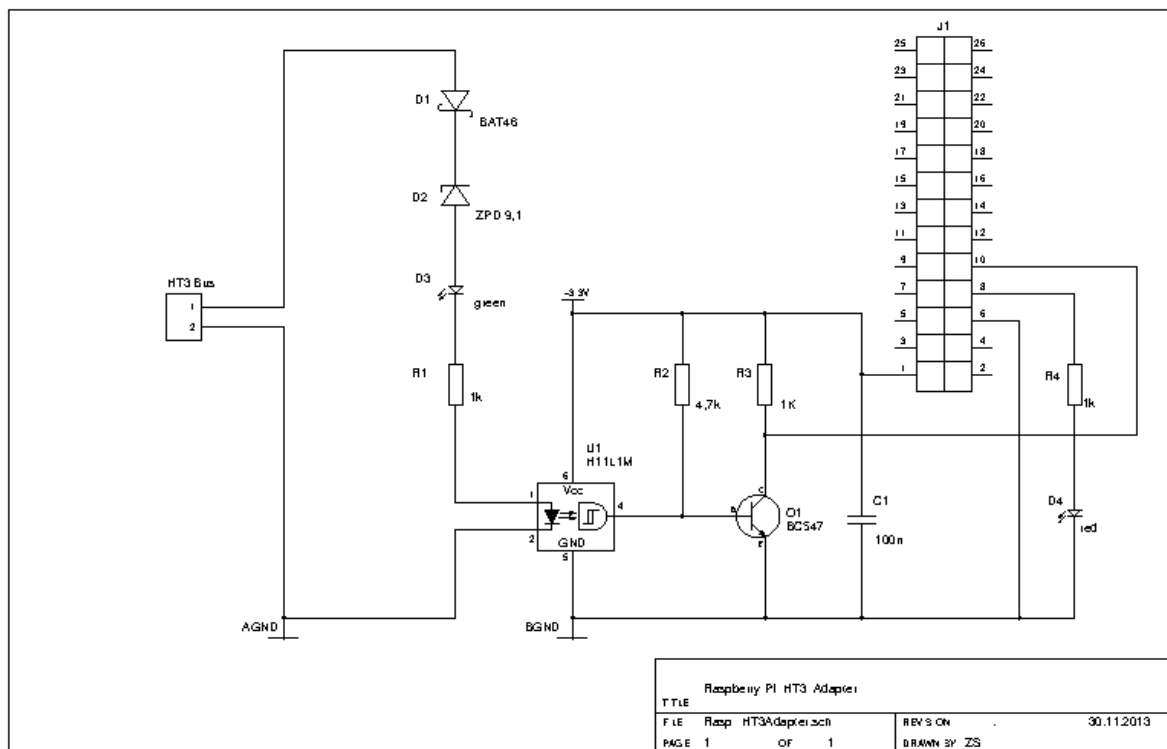 J1
25 26
23 24
21 22
19 20
17 18
15 16
13 14
11 12
9 10
7 8
5 6
3 4
1 2
D1
BAT46
D2
ZPD 9,1
D3
green
HT3 Bus
1
2
R1
1k
-3.3V
R2
4,7k
R3
1K
R4
1k
U1
H11L1M
6
Vcc
1
4
2
GND
5
C
B
E
Q1
BC547
C1
100n
D4
red
AGND
BGND
TITLE Raspberry PI HT3 Adapter
FILE Rasp HT3Adapter.sch
REVISION . 30.11.2013
PAGE 1 OF 1
DRAWN BY ZS